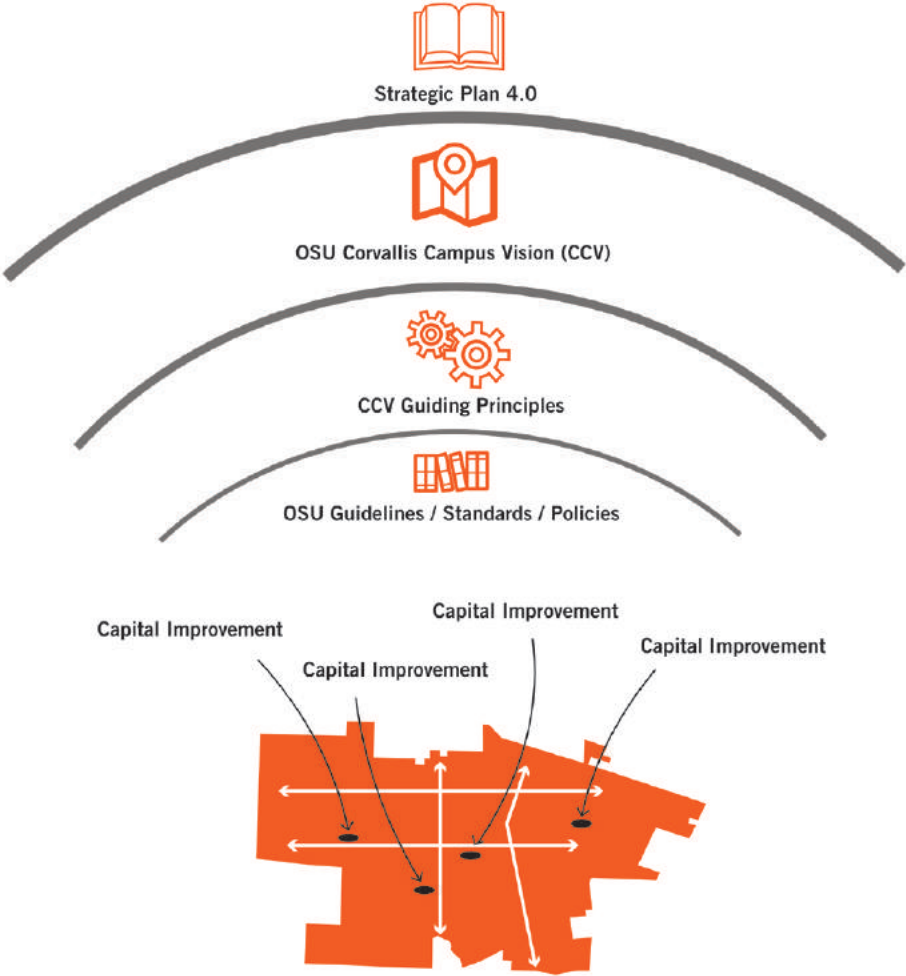 Strategic Plan 4.0
OSU Corvallis Campus Vision (CCV)
CCV Guiding Principles
OSU Guidelines / Standards / Policies
Capital Improvement
Capital Improvement
Capital Improvement
Capital Improvement